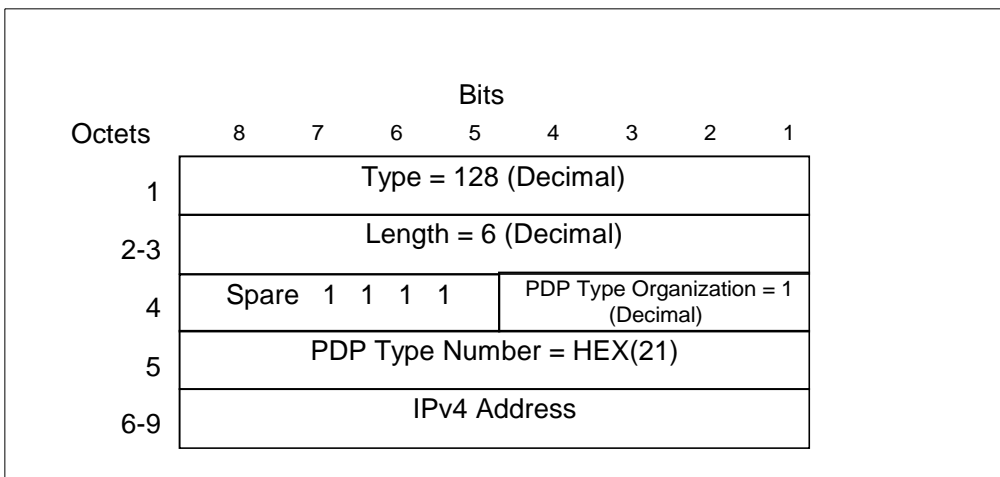 Bits
Octets 8 7 6 5 4 3 2 1
1 Type = 128 (Decimal)
2-3 Length = 6 (Decimal)
4 Spare 1 1 1 1 PDP Type Organization = 1
(Decimal)
5 PDP Type Number = HEX(21)
6-9 IPv4 Address